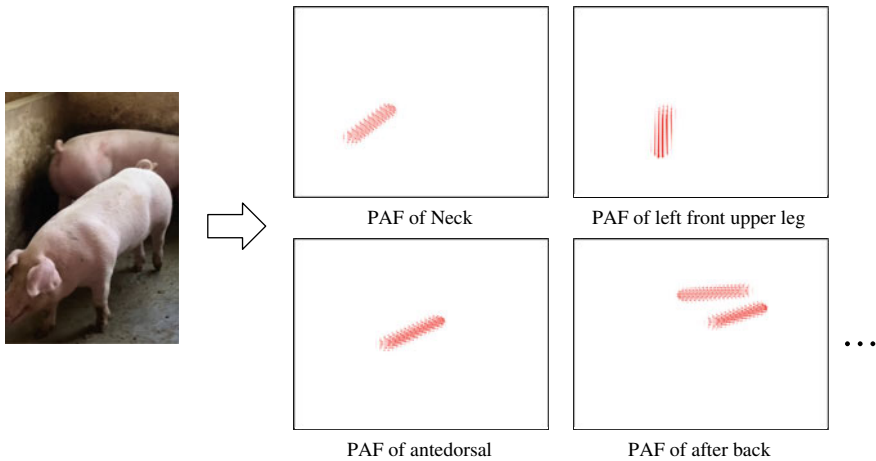 PAF of Neck
PAF of left front upper leg
PAF of antedorsal
PAF of after back
...